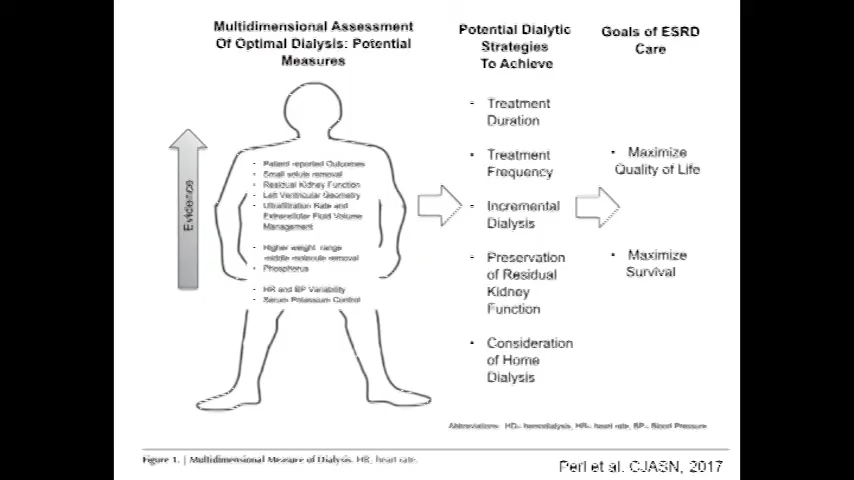 Multidimensional Assessment
Of Optimal Dialysis: Potential
Measures
Evidence
- Patient reported Outcomes
- Small solute removal
- Residual Kidney Function
- Left Ventricular Geometry
- Ultrafiltration Rate and
Extracellular Fluid Volume
Management
- Higher weight range
middle molecule removal
- Phosphorus
- HR and BP Variability
- Serum Potassium Control
Potential Dialytic
Strategies
To Achieve
- Treatment
Duration
• Treatment
Frequency
• Incremental
Dialysis
• Preservation
of Residual
Kidney
Function
• Consideration
of Home
Dialysis
Goals of ESRD
Care
• Maximize
Quality of Life
• Maximize
Survival
Abbreviations: HD= hemodialysis, HR= heart rate, BP= Blood Pressure
Figure 1. | Multidimensional Measure of Dialysis. HR, heart rate.
Perl et al. CJASN, 2017